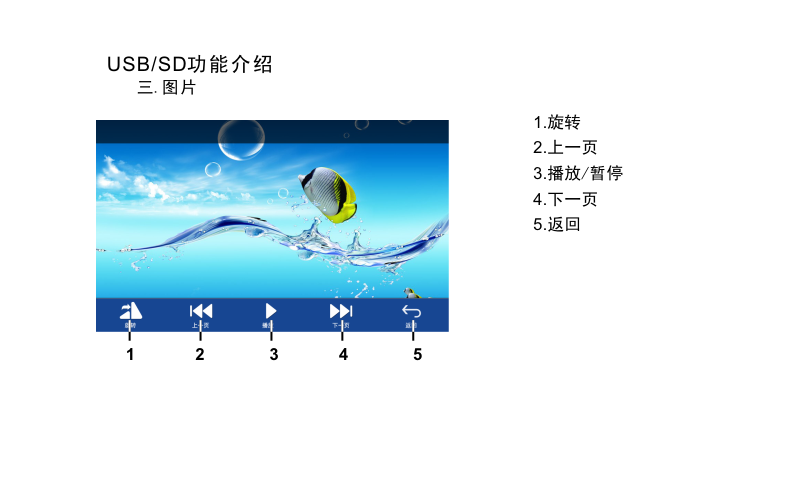 USB/SD功能介绍
三.图片
旋转 上一页 播放 下一页 返回
1 2 3 4 5
1.旋转
2.上一页
3.播放/暂停
4.下一页
5.返回